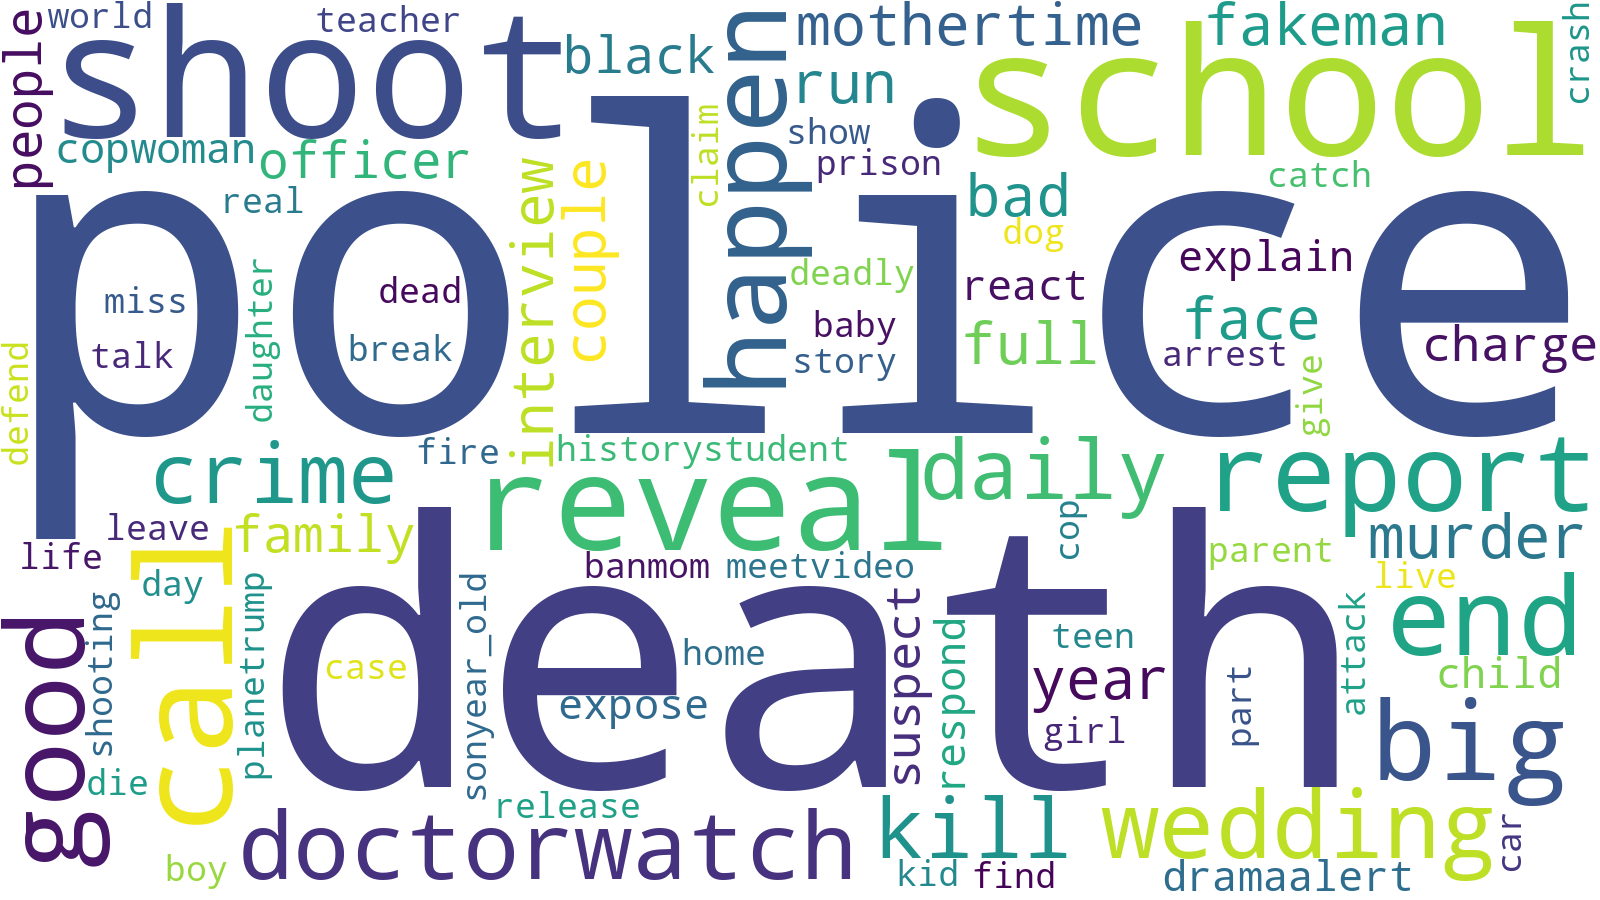 world
teacher
people
shoot
black
mothertime
fakeman
crash
school
run
happen
show
claim
copwoman
officer
prison
bad
catch
real
interview
couple
dog
police
explain
miss
dead
daughter
deadly
react
face
baby
full
talk
break
story
arrest
charge
defend
give
fire
historystudent
crime
reveal
daily
report
leave
family
cop
murder
life
call
banmom
meetvideo
parent
day
live
good
shooting
planetrump
death
sonyear_old
case
home
expose
suspect
respond
teen
year
girl
part
attack
end
child
big
die
release
boy
doctorwatch
kill
wedding
car
kid
find
dramaalert